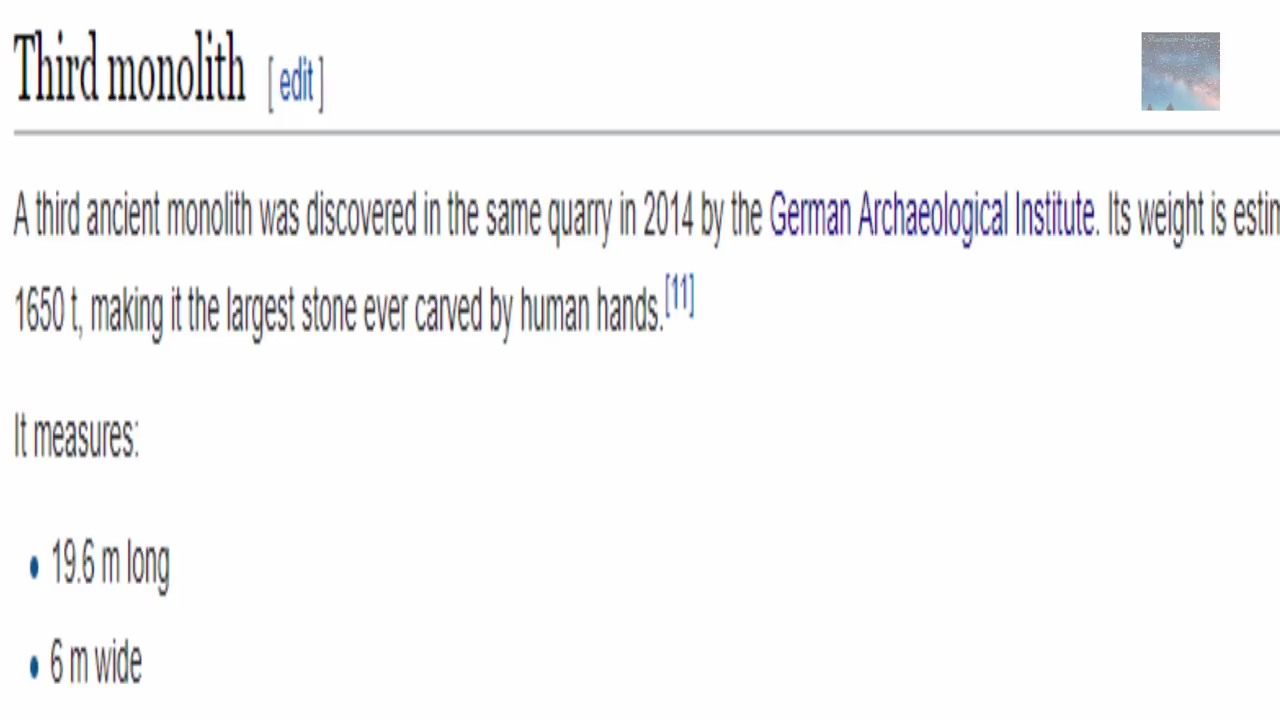 Third monolith [ edit ]
A third ancient monolith was discovered in the same quarry in 2014 by the German Archaeological Institute. Its weight is
1650 t, making it the largest stone ever carved by human hands.[11]
It measures:
• 19.6 m long
• 6 m wide